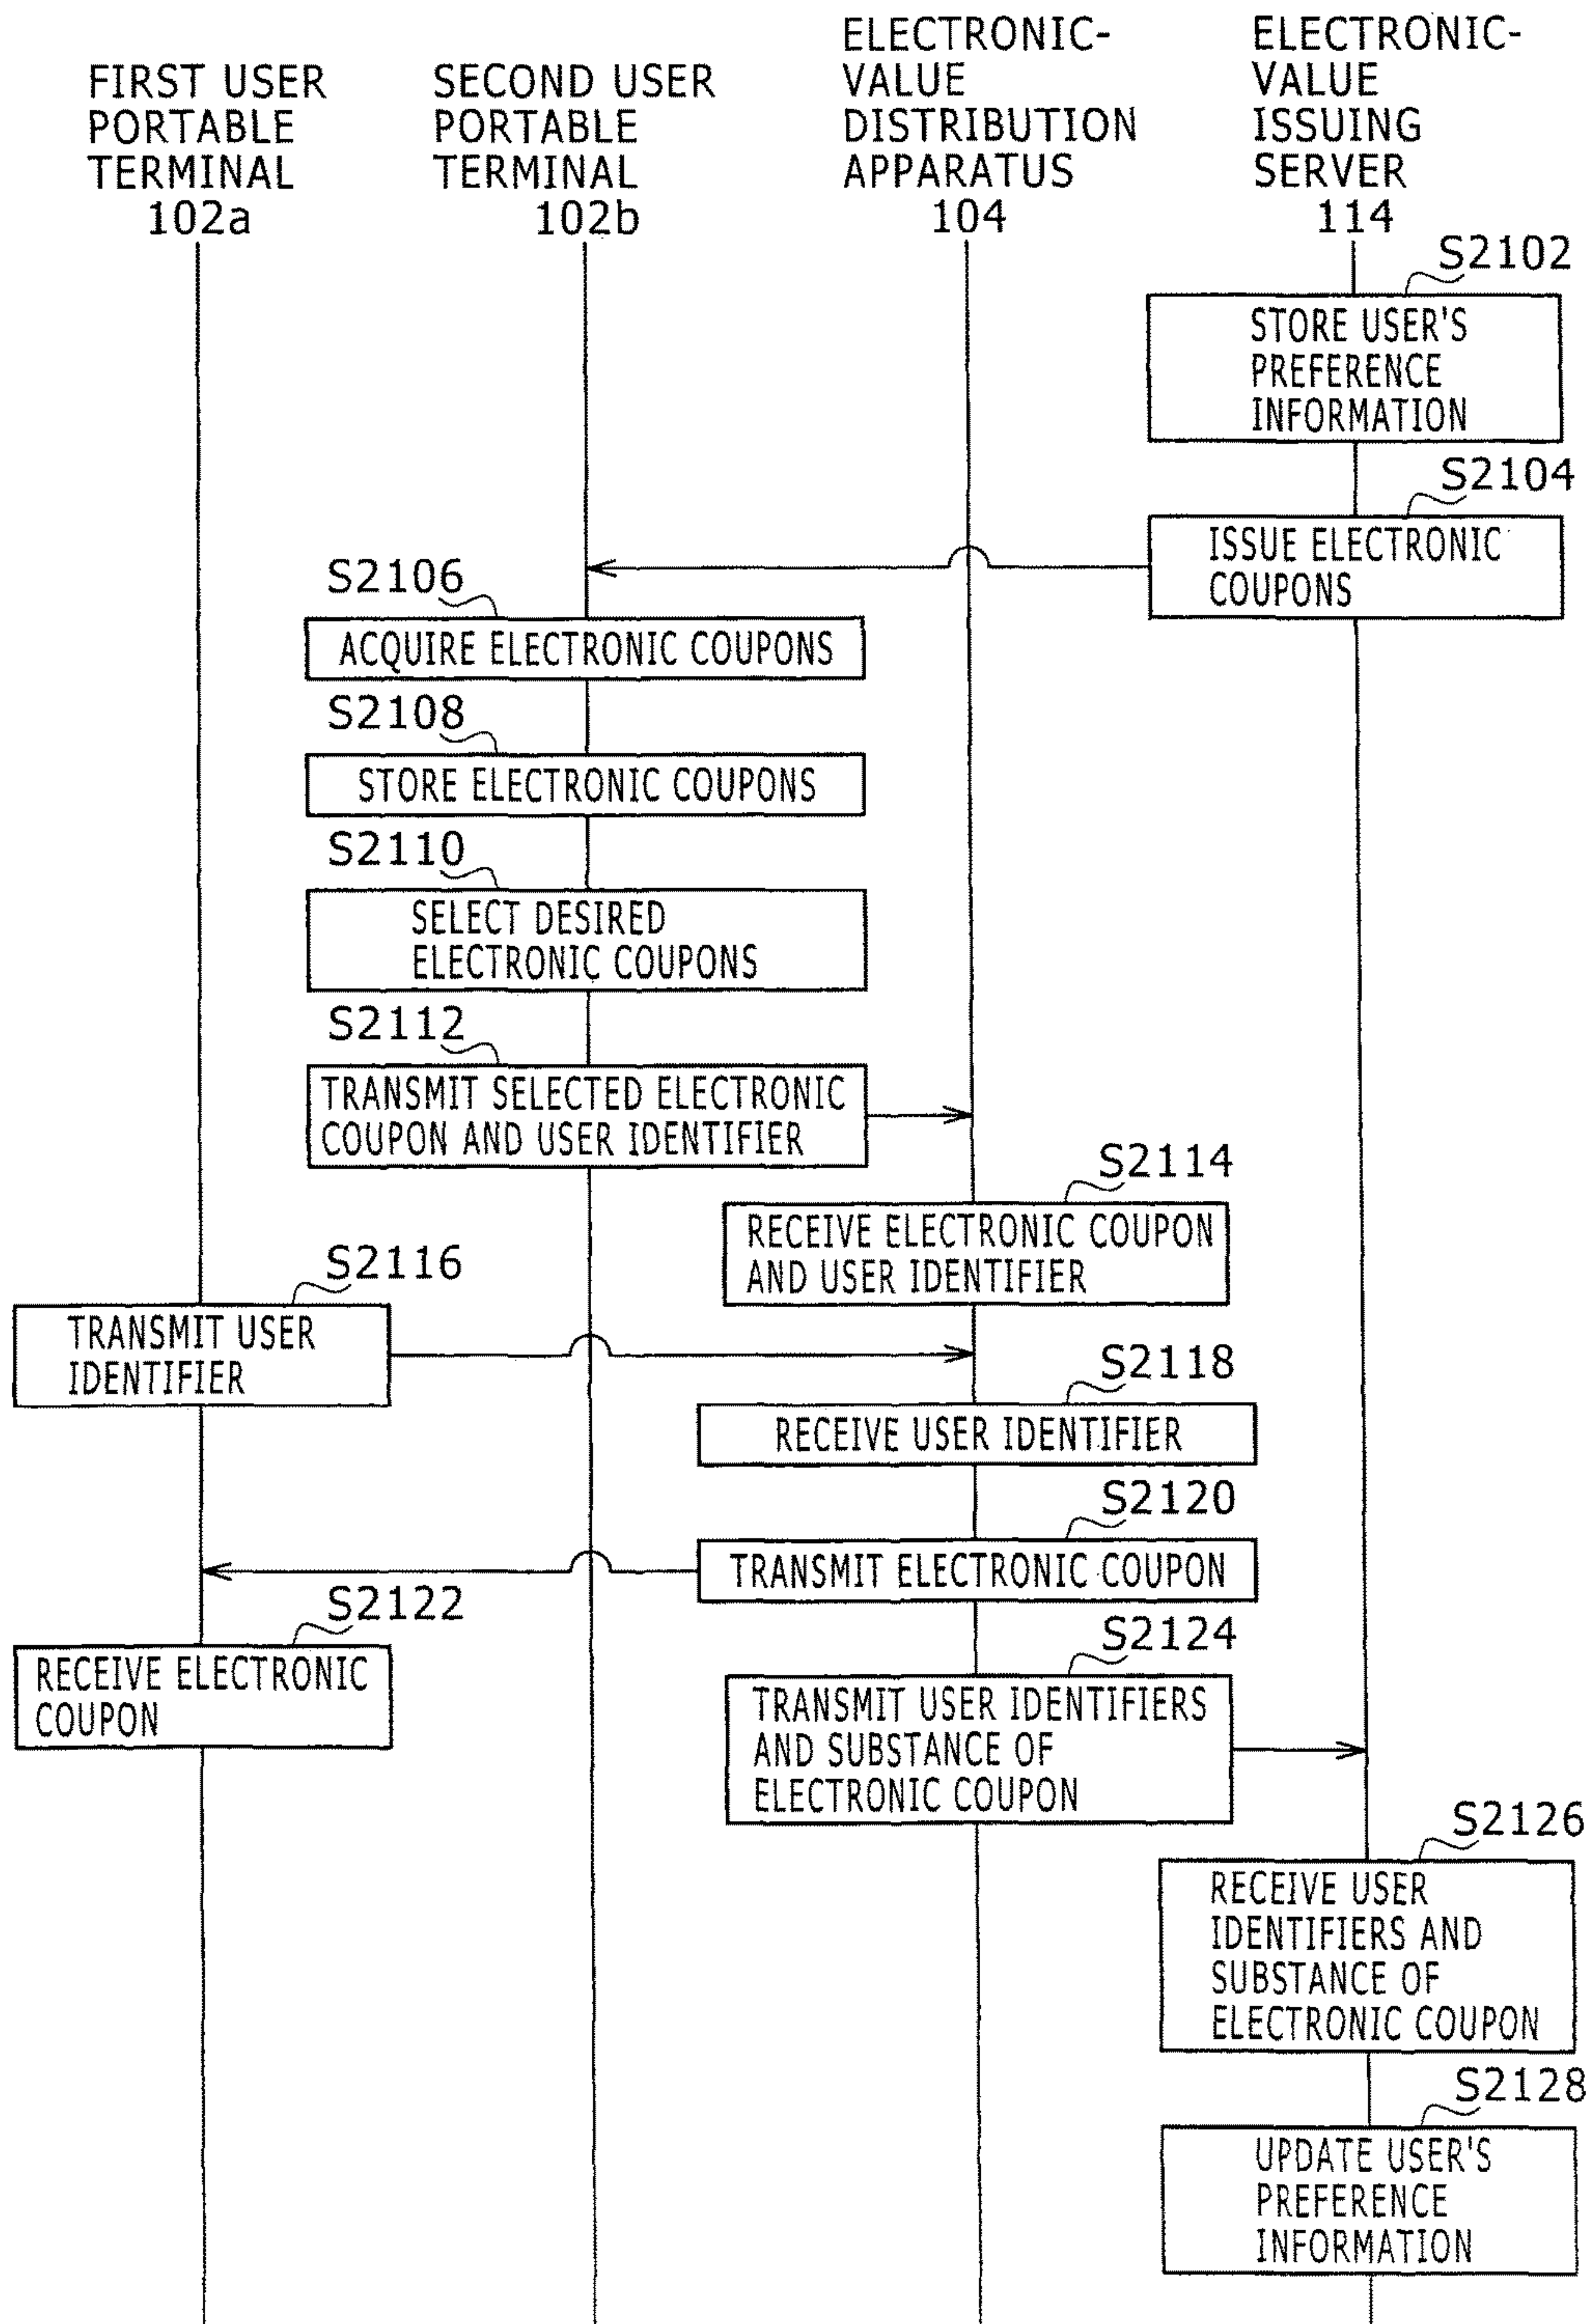 FIRST USER
PORTABLE
TERMINAL
102a
SECOND USER
PORTABLE
TERMINAL
102b
ELECTRONIC-
VALUE
DISTRIBUTION
APPARATUS
104
ELECTRONIC-
VALUE
ISSUING
SERVER
114
S2102
STORE USER'S
PREFERENCE
INFORMATION
S2104
ISSUE ELECTRONIC
COUPONS
S2106
ACQUIRE ELECTRONIC COUPONS
S2108
STORE ELECTRONIC COUPONS
S2110
SELECT DESIRED
ELECTRONIC COUPONS
S2112
TRANSMIT SELECTED ELECTRONIC
COUPON AND USER IDENTIFIER
S2114
RECEIVE ELECTRONIC COUPON
AND USER IDENTIFIER
S2116
TRANSMIT USER
IDENTIFIER
S2118
RECEIVE USER IDENTIFIER
S2120
TRANSMIT ELECTRONIC COUPON
S2122
RECEIVE ELECTRONIC
COUPON
S2124
TRANSMIT USER IDENTIFIERS
AND SUBSTANCE OF
ELECTRONIC COUPON
S2126
RECEIVE USER
IDENTIFIERS AND
SUBSTANCE OF
ELECTRONIC COUPON
S2128
UPDATE USER'S
PREFERENCE
INFORMATION